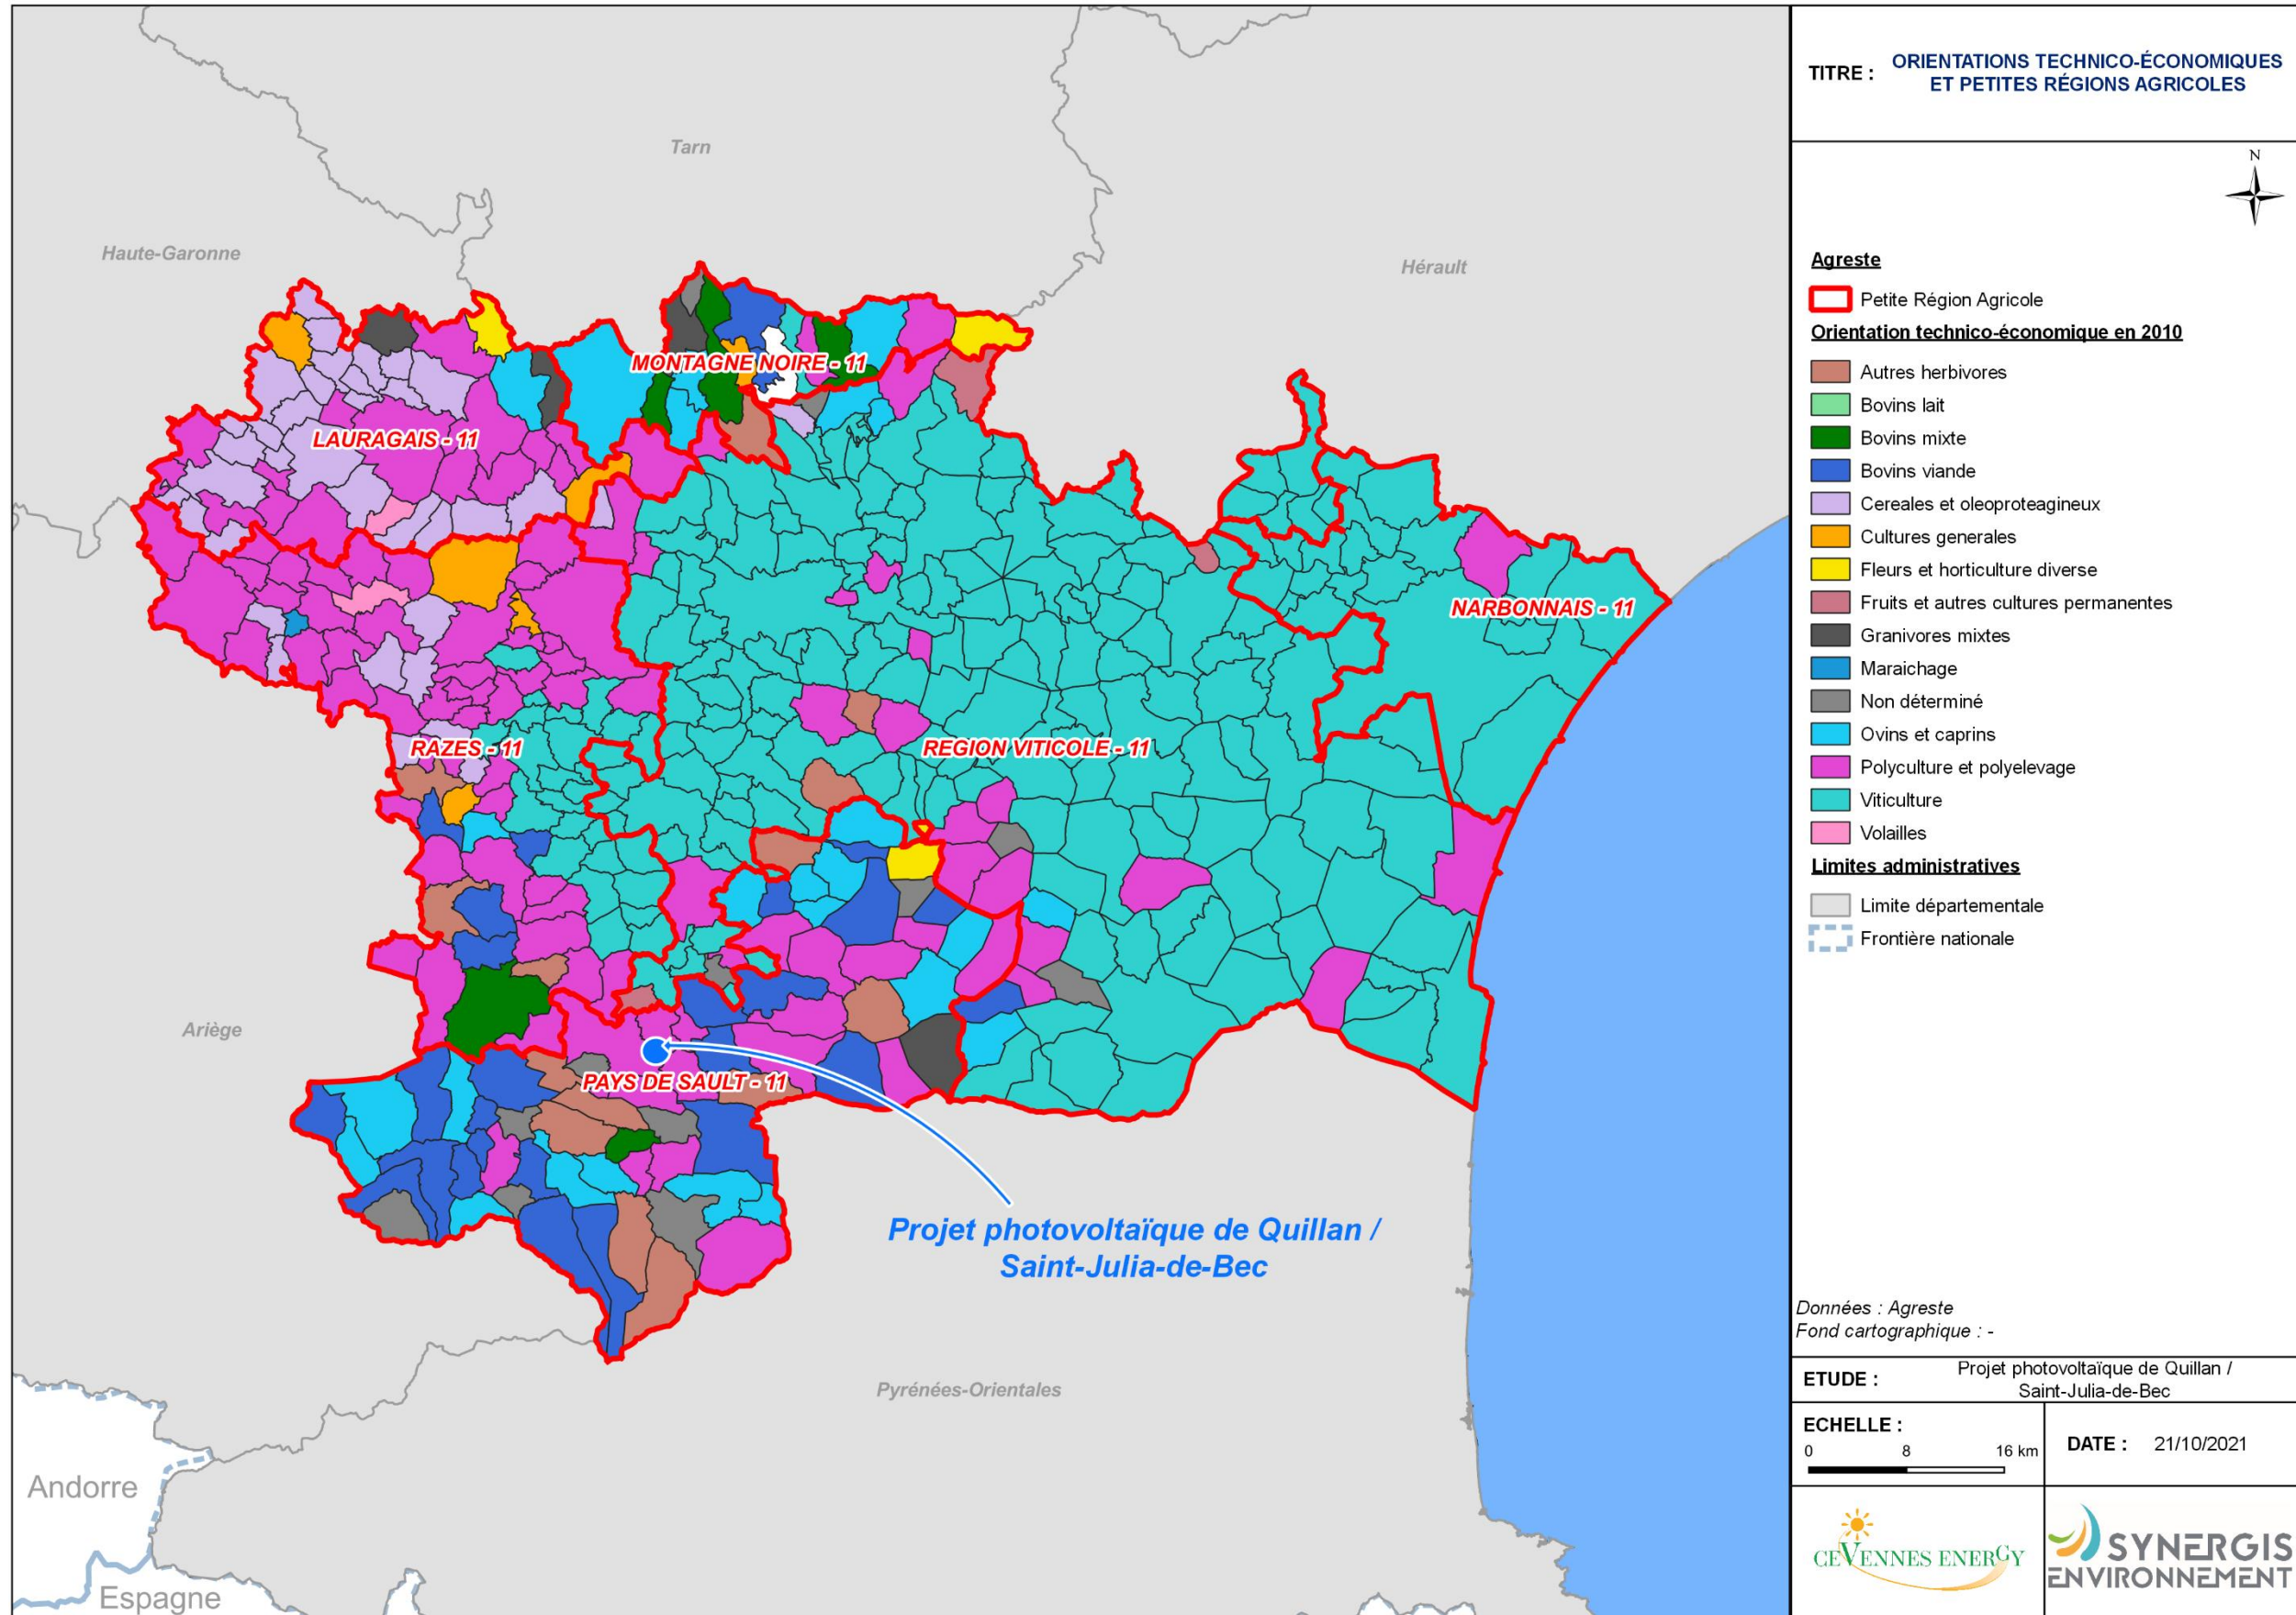 TITRE :
ORIENTATIONS TECHNICO-ÉCONOMIQUES
ET PETITES RÉGIONS AGRICOLES
N
Agreste
Petite Région Agricole
Orientation technico-économique en 2010
Autres herbivores
Bovins lait
Bovins mixte
Bovins viande
Cereales et oleoproteagineux
Cultures generales
Fleurs et horticulture diverse
Fruits et autres cultures permanentes
Granivores mixtes
Maraichage
Non déterminé
Ovins et caprins
Polyculture et polyelevage
Viticulture
Volailles
Limites administratives
Limite départementale
Frontière nationale
Données : Agreste
Fond cartographique : -
ETUDE :
Projet photovoltaïque de Quillan /
Saint-Julia-de-Bec
ECHELLE :
0 8 16 km
DATE : 21/10/2021
CEVENNES ENERGY
SYNERGIS
ENVIRONNEMENT
Tarn
Haute-Garonne
Hérault
MONTAGNE NOIRE - 11
LAURAGAIS - 11
NARBONNAIS - 11
RAZES - 11
REGION VITICOLE - 11
Ariège
PAYS DE SAULT - 11
Projet photovoltaïque de Quillan /
Saint-Julia-de-Bec
Pyrénées-Orientales
Andorre
Espagne